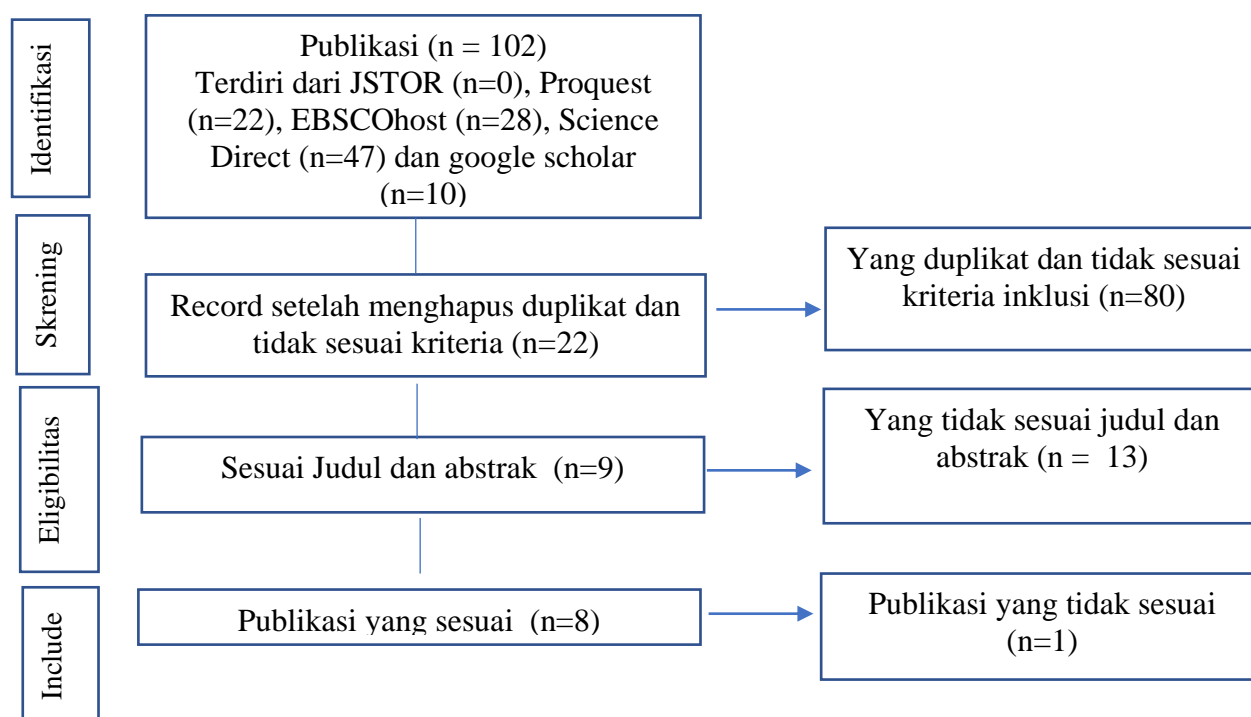 Identifikasi
Publikasi (n = 102)
Terdiri dari JSTOR (n=0), Proquest
(n=22), EBSCOhost (n=28), Science
Direct (n=47) dan google scholar
(n=10)
Skrening
Record setelah menghapus duplikat dan
tidak sesuai kriteria (n=22)
Yang duplikat dan tidak sesuai
kriteria inklusi (n=80)
Eligibilitas
Sesuai Judul dan abstrak (n=9)
Yang tidak sesuai judul dan
abstrak (n = 13)
Include
Publikasi yang sesuai (n=8)
Publikasi yang tidak sesuai
(n=1)